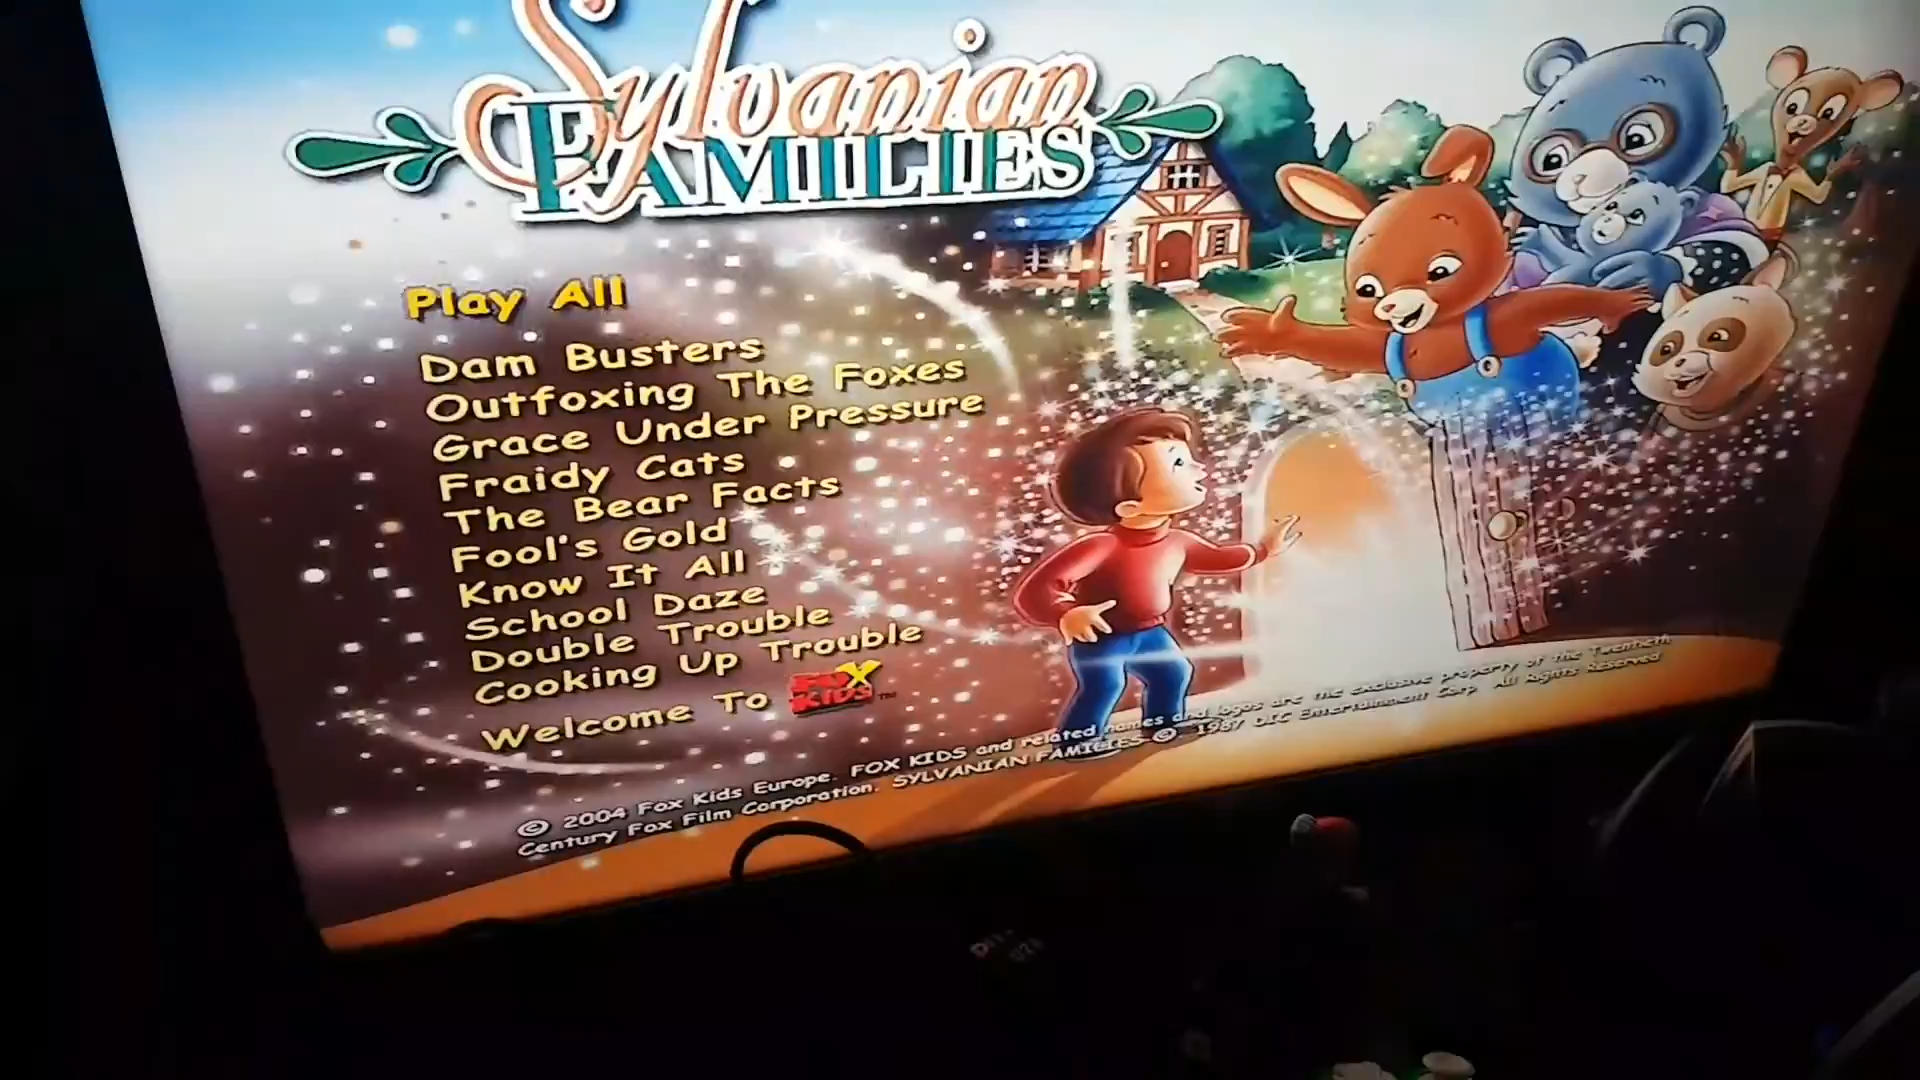 Sylvanian
FAMILIES
Play All
Dam Busters
Outfoxing The Foxes
Grace Under Pressure
Fraidy Cats
The Bear Facts
Fool's Gold
Know It All
School Daze
Double Trouble
Cooking Up Trouble
Welcome To FOX KIDS™
© 2004 Fox Kids Europe. FOX KIDS and related names and logos are the exclusive property of the Twentieth
Century Fox Film Corporation. SYLVANIAN FAMILIES © 1987 DIC Entertainment Corp All Rights Reserved